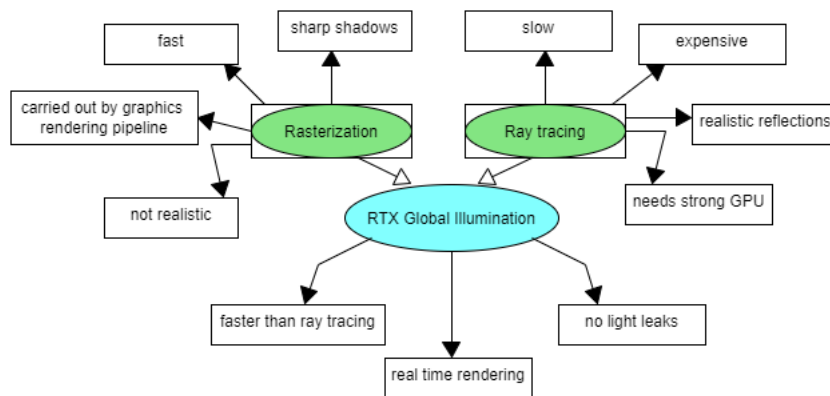 sharp shadows
slow
fast
expensive
carried out by graphics
rendering pipeline
Rasterization
Ray tracing
realistic reflections
not realistic
RTX Global Illumination
needs strong GPU
faster than ray tracing
no light leaks
real time rendering